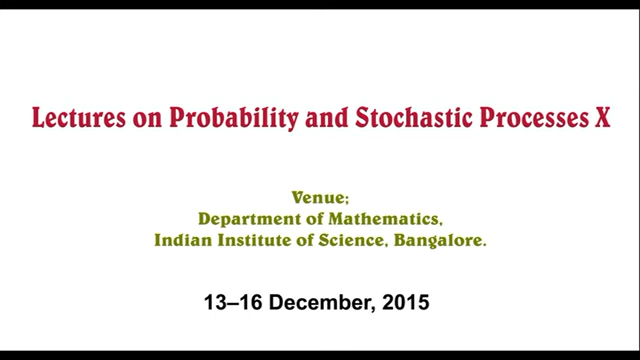 Lectures on Probability and Stochastic Processes X
Venue;
Department of Mathematics,
Indian Institute of Science, Bangalore.
13–16 December, 2015